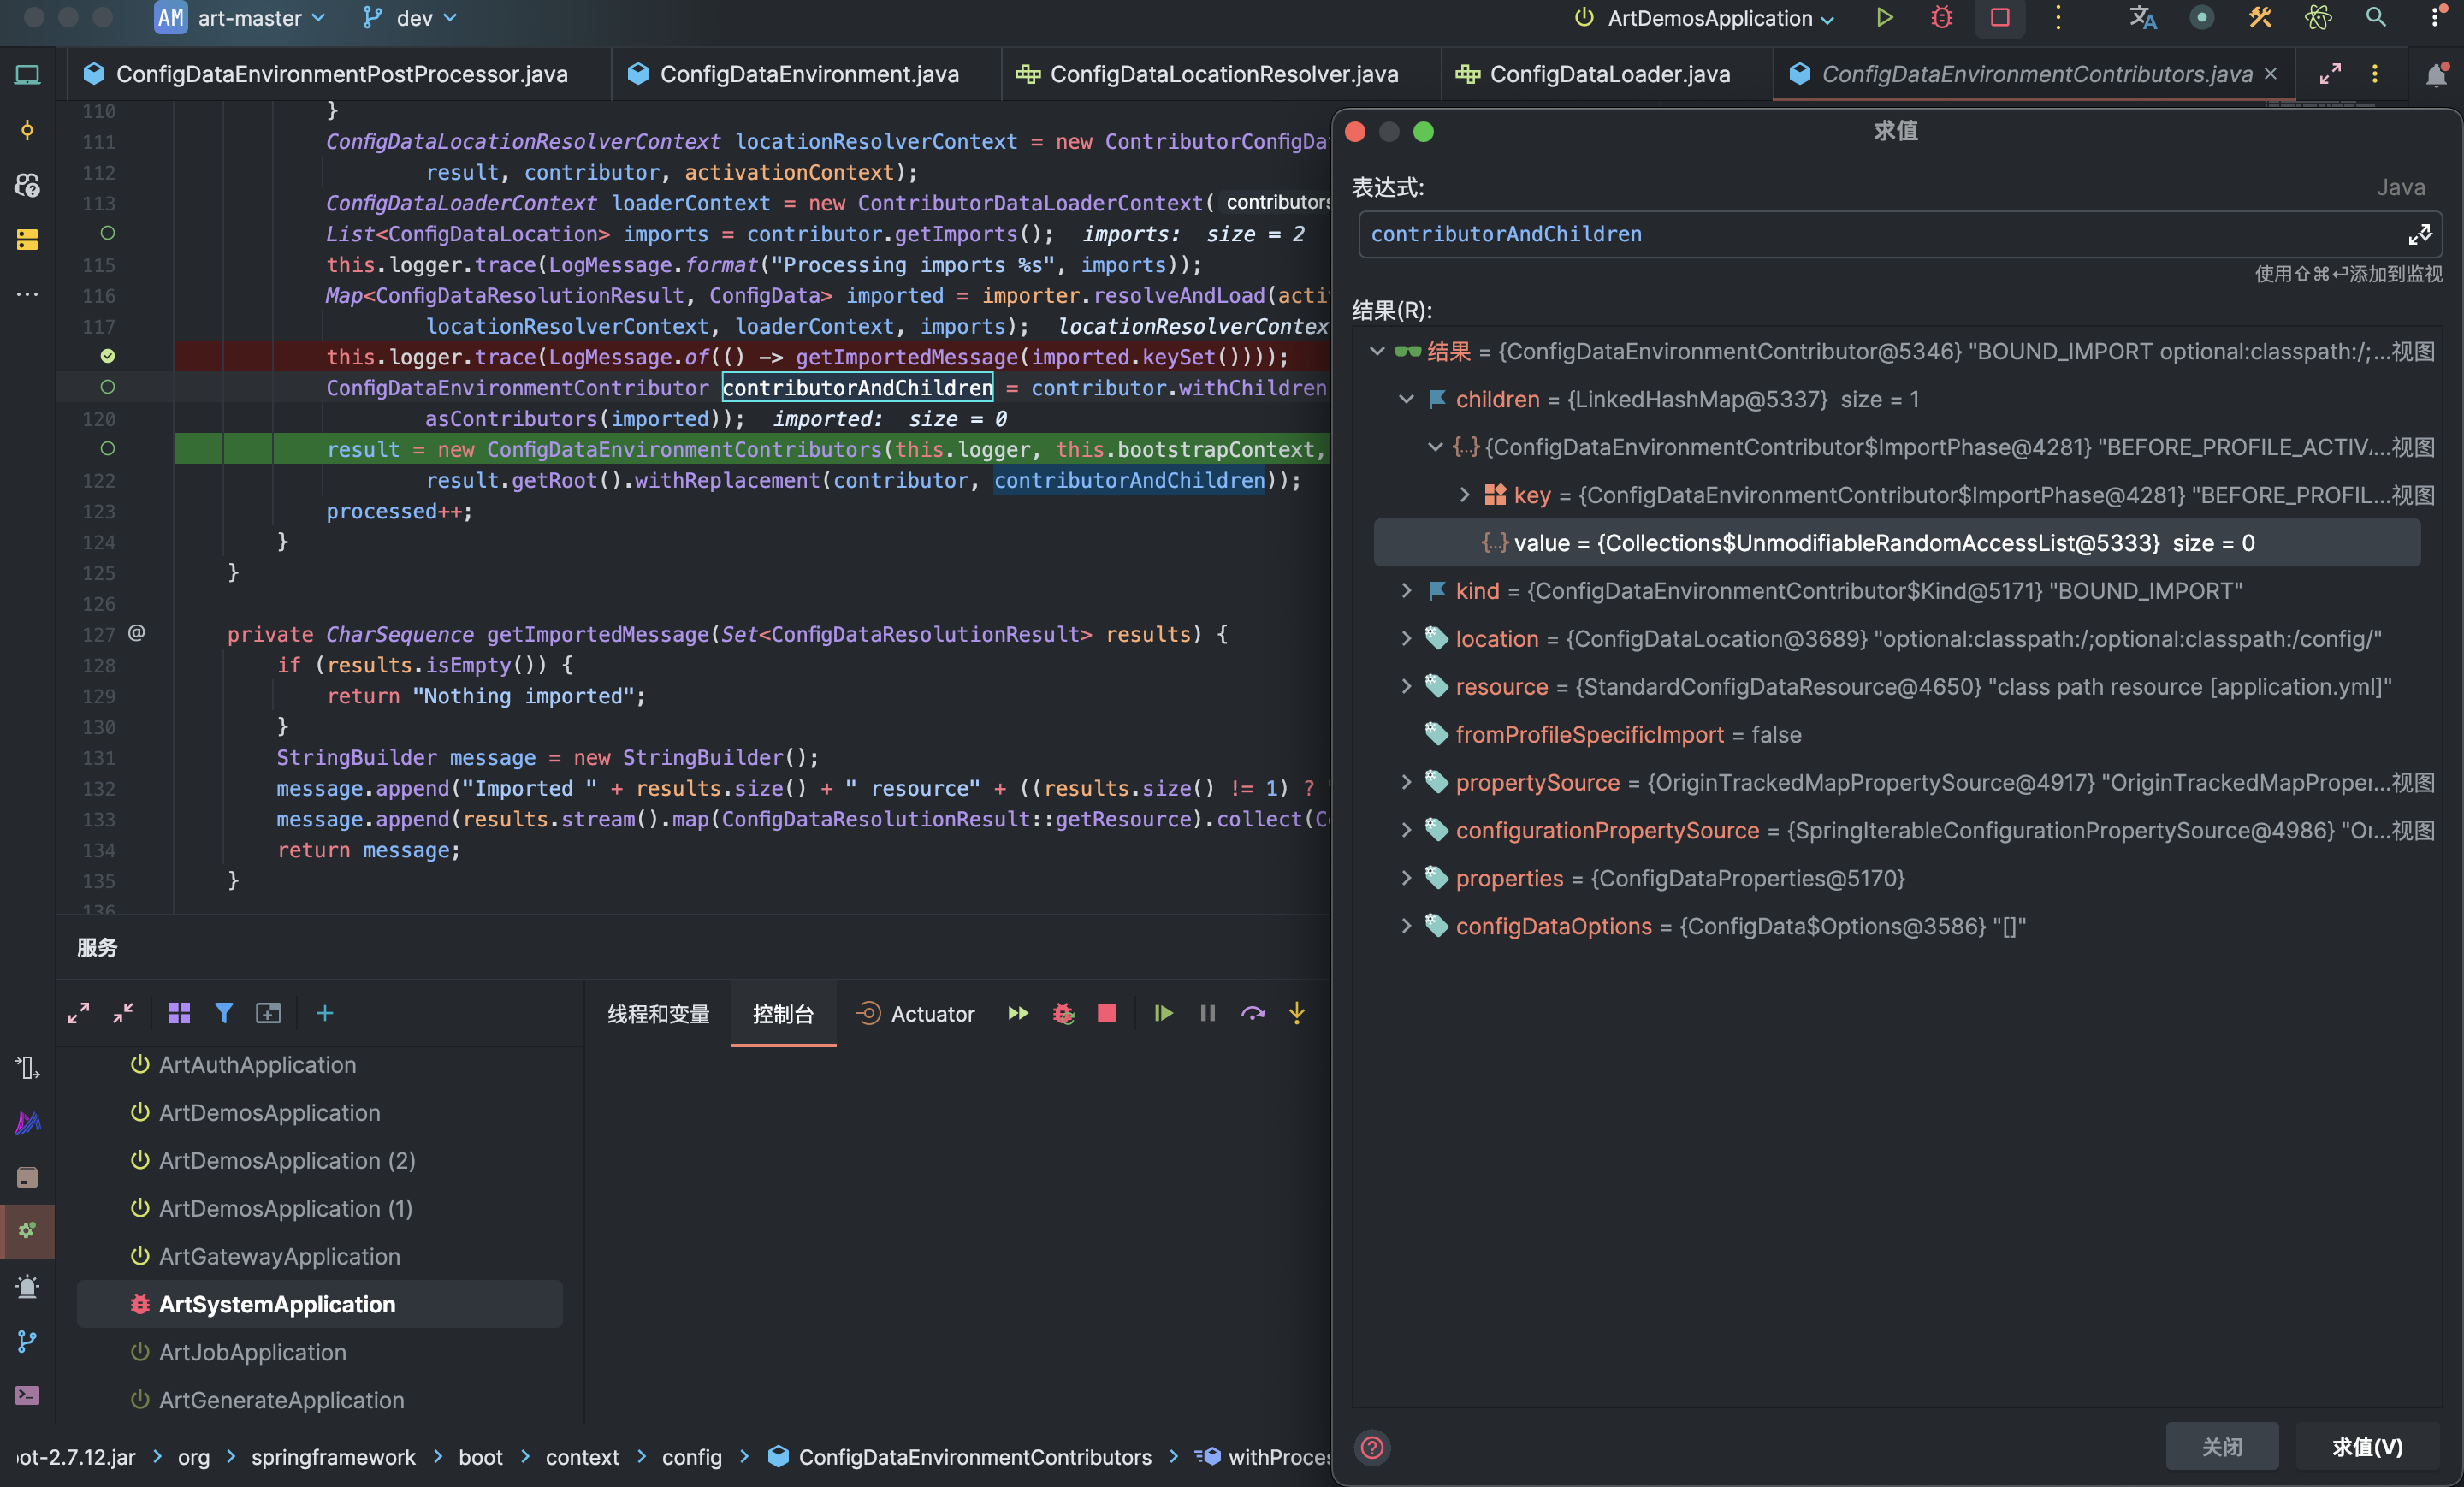 AM art-master dev ArtDemosApplication
ConfigDataEnvironmentPostProcessor.java ConfigDataEnvironment.java ConfigDataLocationResolver.java ConfigDataLoader.java ConfigDataEnvironmentContributors.java
110 }
111 ConfigDataLocationResolverContext locationResolverContext = new ContributorConfigDa
112 result, contributor, activationContext);
113 ConfigDataLoaderContext loaderContext = new ContributorDataLoaderContext( contributors
List<ConfigDataLocation> imports = contributor.getImports(); imports: size = 2
115 this.logger.trace(LogMessage.format("Processing imports %s", imports));
116 Map<ConfigDataResolutionResult, ConfigData> imported = importer.resolveAndLoad(acti
117 locationResolverContext, loaderContext, imports); locationResolverContex
this.logger.trace(LogMessage.of(() -> getImportedMessage(imported.keySet())));
ConfigDataEnvironmentContributor contributorAndChildren = contributor.withChildren
120 asContributors(imported)); imported: size = 0
result = new ConfigDataEnvironmentContributors(this.logger, this.bootstrapContext,
122 result.getRoot().withReplacement(contributor, contributorAndChildren));
123 processed++;
124 }
125 }
126
127 @ private CharSequence getImportedMessage(Set<ConfigDataResolutionResult> results) {
128 if (results.isEmpty()) {
129 return "Nothing imported";
130 }
131 StringBuilder message = new StringBuilder();
132 message.append("Imported " + results.size() + " resource" + ((results.size() != 1) ? "
133 message.append(results.stream().map(ConfigDataResolutionResult::getResource).collect(C
134 return message;
135 }
136
求值
表达式:
Java
contributorAndChildren
使用⇧⌘⏎添加到监视
结果(R):
结果 = {ConfigDataEnvironmentContributor@5346} "BOUND_IMPORT optional:classpath:/;...视图
children = {LinkedHashMap@5337} size = 1
{ConfigDataEnvironmentContributor$ImportPhase@4281} "BEFORE_PROFILE_ACTIV...视图
key = {ConfigDataEnvironmentContributor$ImportPhase@4281} "BEFORE_PROFIL...视图
value = {Collections$UnmodifiableRandomAccessList@5333} size = 0
kind = {ConfigDataEnvironmentContributor$Kind@5171} "BOUND_IMPORT"
location = {ConfigDataLocation@3689} "optional:classpath:/;optional:classpath:/config/"
resource = {StandardConfigDataResource@4650} "class path resource [application.yml]"
fromProfileSpecificImport = false
propertySource = {OriginTrackedMapPropertySource@4917} "OriginTrackedMapProper...视图
configurationPropertySource = {SpringIterableConfigurationPropertySource@4986} "Or...视图
properties = {ConfigDataProperties@5170}
configDataOptions = {ConfigData$Options@3586} "[]"
关闭 求值(V)
服务
线程和变量 控制台 Actuator
ArtAuthApplication
ArtDemosApplication
ArtDemosApplication (2)
ArtDemosApplication (1)
ArtGatewayApplication
ArtSystemApplication
ArtJobApplication
ArtGenerateApplication
ot-2.7.12.jar > org > springframework > boot > context > config > ConfigDataEnvironmentContributors > withProces